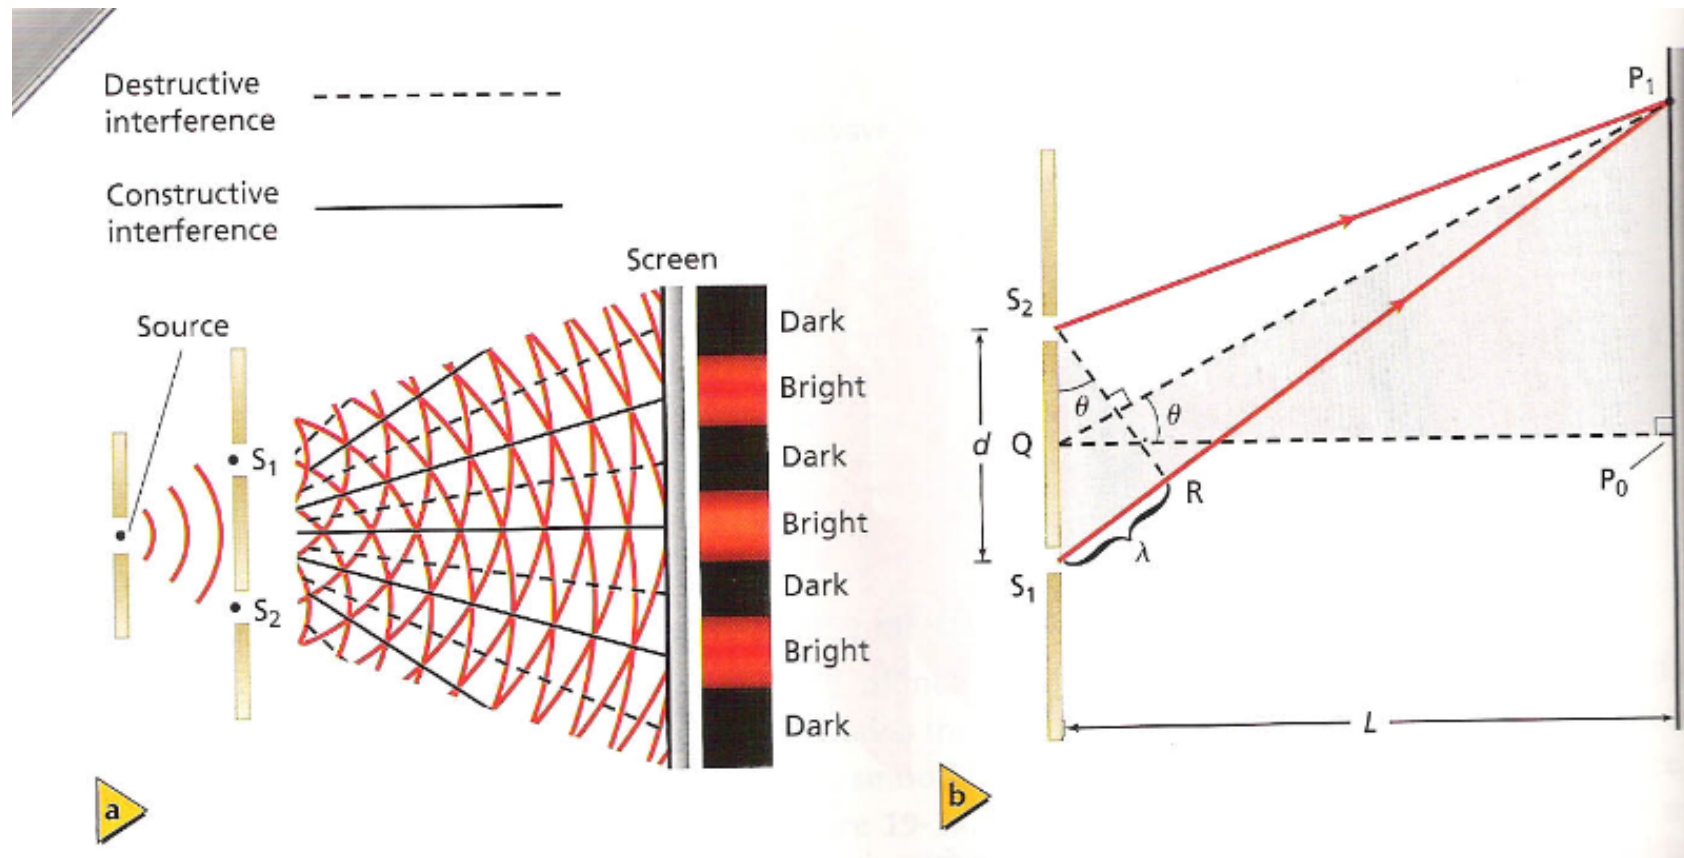 Destructive
interference
Constructive
interference
Source
Screen
S1
S2
Dark
Bright
Dark
Bright
Dark
Bright
Dark
a
P1
S2
θ
θ
d
Q
P0
R
λ
S1
L
b